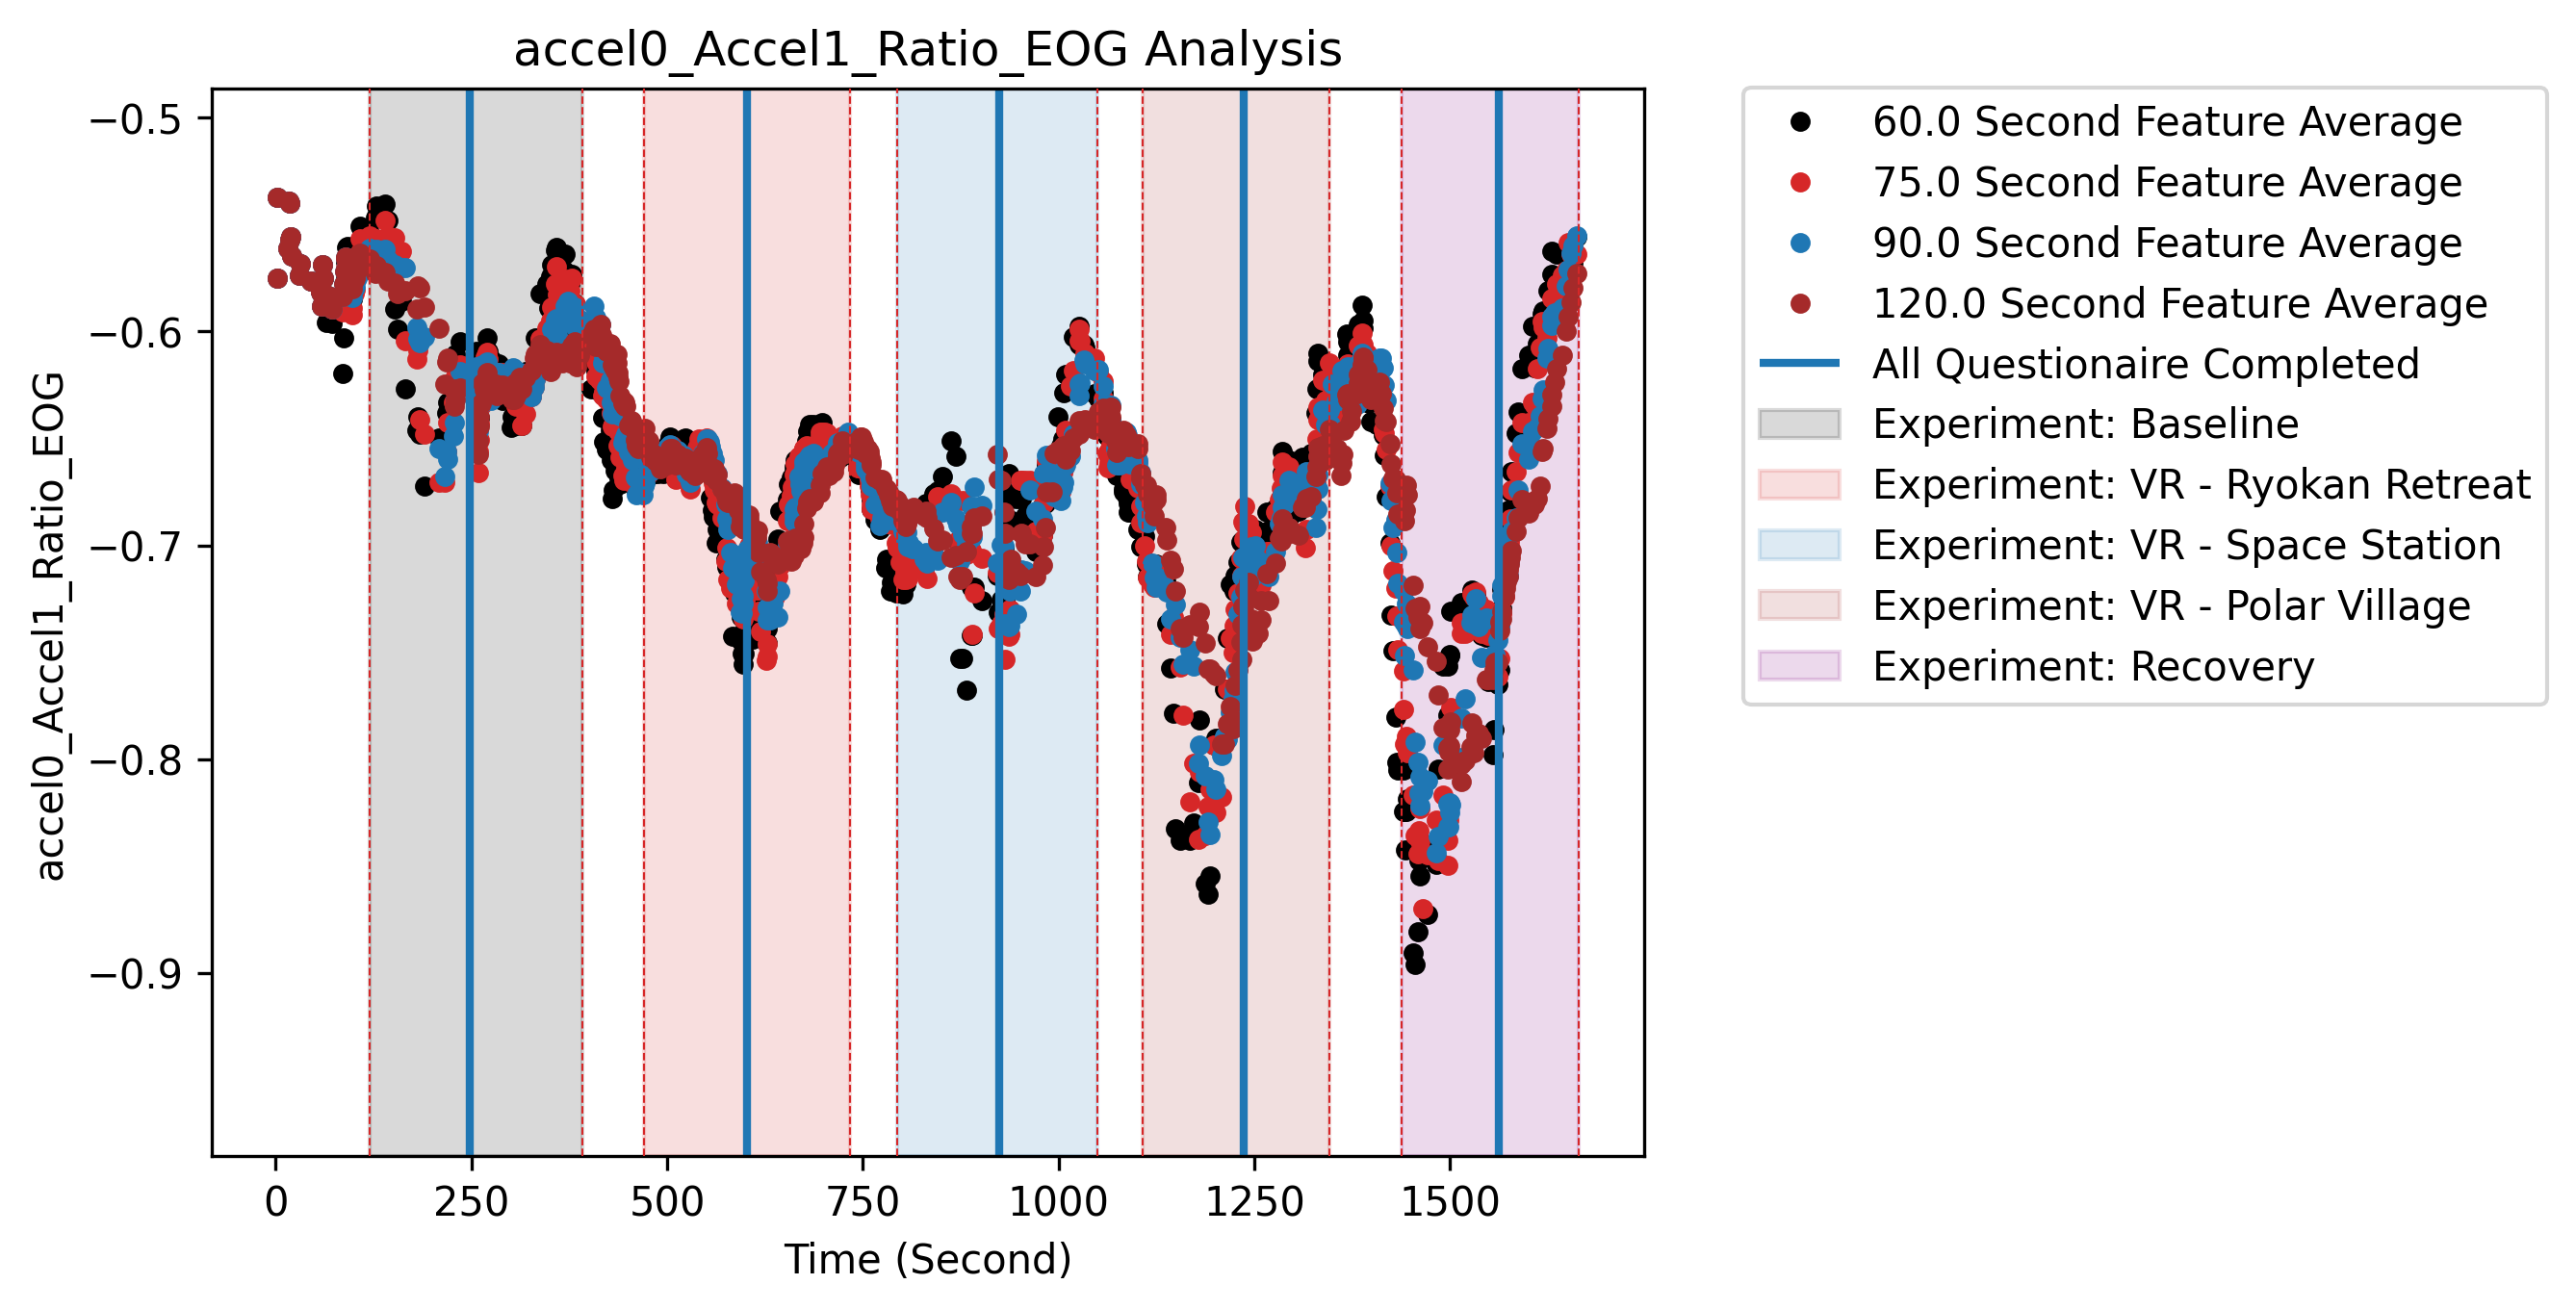 accel0_Accel1_Ratio_EOG Analysis
accel0_Accel1_Ratio_EOG
−0.5
−0.6
−0.7
−0.8
−0.9
0 250 500 750 1000 1250 1500
Time (Second)
60.0 Second Feature Average
75.0 Second Feature Average
90.0 Second Feature Average
120.0 Second Feature Average
All Questionaire Completed
Experiment: Baseline
Experiment: VR - Ryokan Retreat
Experiment: VR - Space Station
Experiment: VR - Polar Village
Experiment: Recovery